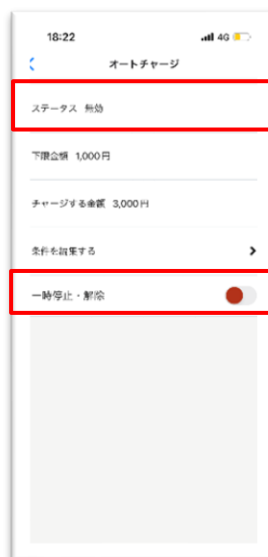 18:22
4G
オートチャージ
ステータス 無効
下限金額 1,000円
チャージする金額 3,000円
条件を編集する
一時停止・解除